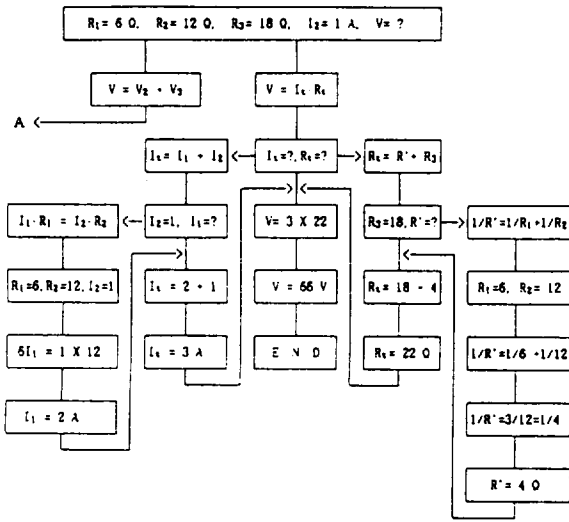 R₁= 6 Ω, R₂= 12 Ω, R₃= 18 Ω, I₂= 1 A, V= ?
V = V₂ + V₃
V = Iₜ·Rₜ
A
Iₜ= I₁ + I₂
Iₜ=?, Rₜ=?
Rₜ= R' + R₃
I₁·R₁ = I₂·R₂
I₂=1, I₁=?
V= 3 X 22
R₃=18, R'=?
1/R'=1/R₁+1/R₂
R₁=6, R₂=12, I₂=1
Iₜ = 2 + 1
V = 66 V
Rₜ= 18 + 4
R₁=6, R₂= 12
6I₁ = 1 X 12
Iₜ = 3 A
E N D
Rₜ= 22 Ω
1/R'=1/6 +1/12
I₁ = 2 A
1/R'=3/12=1/4
R'= 4 Ω